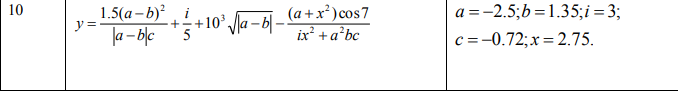 10
y = 1.5(a−b)²/|a−b|c + i/5 + 10³√|a−b| − (a+x²)cos7/ix²+a²bc
a = −2.5; b = 1.35; i = 3;
c = −0.72; x = 2.75.